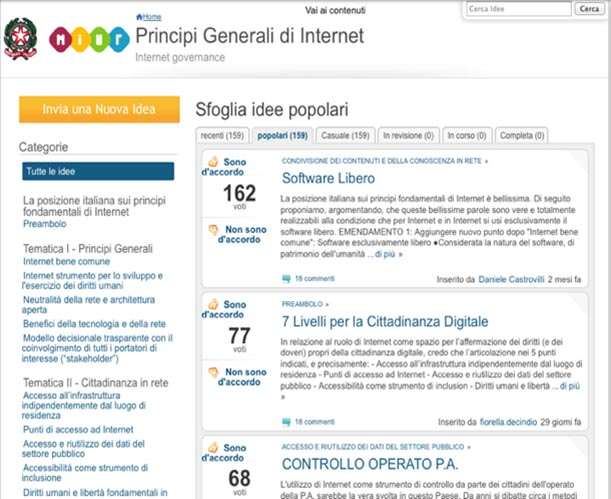 Home
Vai ai contenuti
Cerca Idee
Cerca
miur
Principi Generali di Internet
Internet governance
Invia una Nuova Idea
Categorie
Tutte le idee
La posizione italiana sui principi
fondamentali di Internet
Preambolo
Tematica I - Principi Generali
Internet bene comune
Internet strumento per lo sviluppo e
l'esercizio dei diritti umani
Neutralità della rete e architettura
aperta
Benefici della tecnologia e della rete
Modello decisionale trasparente con il
coinvolgimento di tutti i portatori di
interesse ("stakeholder")
Tematica II - Cittadinanza in rete
Accesso all'infrastruttura
indipendentemente dal luogo di
residenza
Punti di accesso ad Internet
Accesso e riutilizzo dei dati del
settore pubblico
Accessibilità come strumento di
inclusione
Diritti umani e libertà fondamentali in
Sfoglia idee popolari
recenti (159) popolari (159) Casuale (159) In revisione (0) In corso (0) Completa (0)
Sono
d'accordo
162
voti
Non sono
d'accordo
CONDIVISIONE DEI CONTENUTI E DELLA CONOSCENZA IN RETE »
Software Libero
La posizione italiana sui principi fondamentali di Internet è bellissima. Di seguito
proponiamo, argomentando, che queste bellissime parole sono vere e totalmente
realizzabili alla condizione che per Internet e in Internet si usi esclusivamente il
software libero. EMENDAMENTO 1: Aggiungere nuovo punto dopo "Internet bene
comune": Software esclusivamente libero ●Considerata la natura del software, di
patrimonio dell'umanità ...di più »
18 commenti
Inserito da Daniele Castrovilli 2 mesi fa
Sono
d'accordo
77
voti
Non sono
d'accordo
PREAMBOLO »
7 Livelli per la Cittadinanza Digitale
In relazione al ruolo di Internet come spazio per l'affermazione dei diritti (e dei
doveri) propri della cittadinanza digitale, credo che l'articolazione nei 5 punti
indicati, e precisamente: - Accesso all'infrastruttura indipendentemente dal luogo di
residenza - Punti di accesso ad Internet - Accesso e riutilizzo dei dati del settore
pubblico - Accessibilità come strumento di inclusione - Diritti umani e libertà ... di più
»
18 commenti
Inserito da fiorella.decindio 29 giorni fa
Sono
d'accordo
68
voti
ACCESSO E RIUTILIZZO DEI DATI DEL SETTORE PUBBLICO »
CONTROLLO OPERATO P.A.
L'utilizzo di Internet come strumento di controllo da parte dei cittadini dell'operato
della P.A. sarebbe la vera svolta in questo Paese. Da anni si dibatte circa i metodi